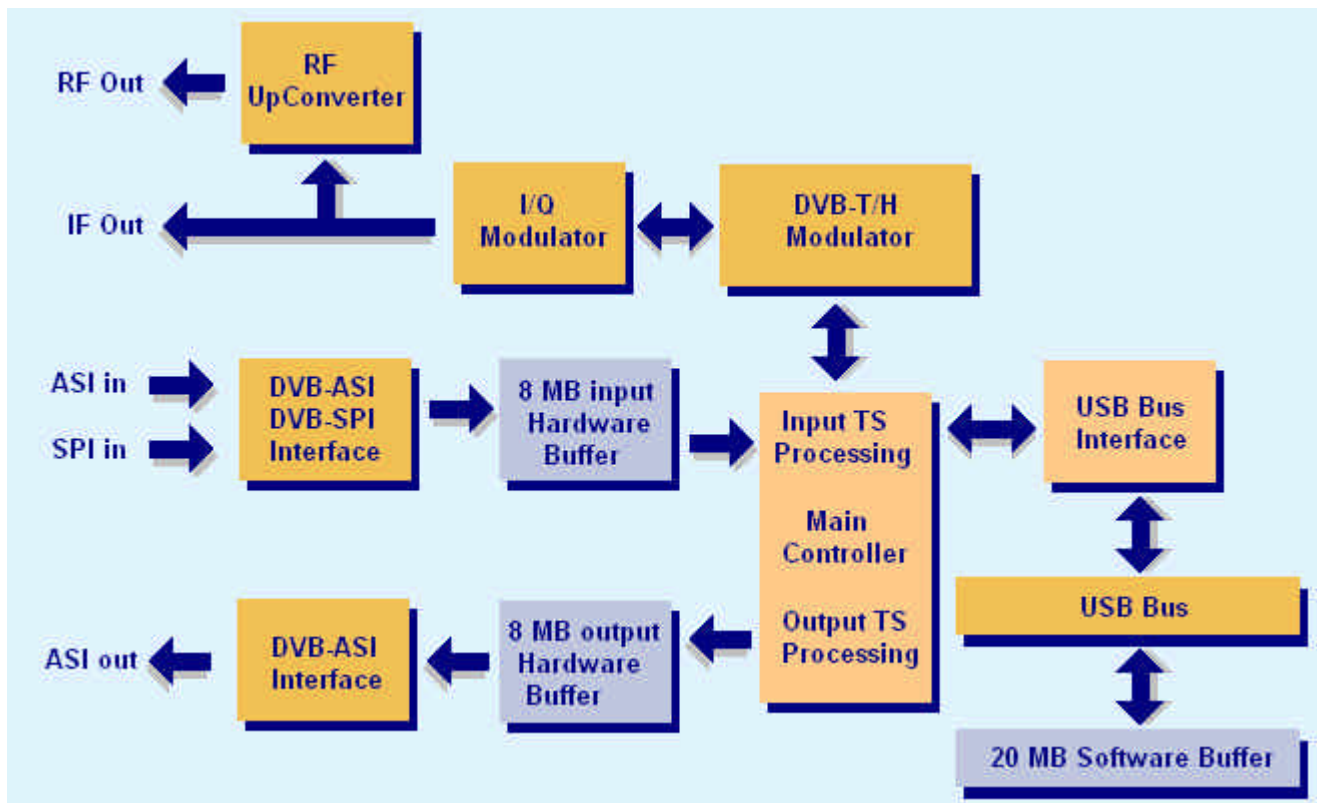 RF Out
RF
UpConverter
IF Out
I/Q
Modulator
DVB-T/H
Modulator
ASI in
SPI in
DVB-ASI
DVB-SPI
Interface
8 MB input
Hardware
Buffer
Input TS
Processing
Main
Controller
Output TS
Processing
USB Bus
Interface
USB Bus
20 MB Software Buffer
ASI out
DVB-ASI
Interface
8 MB output
Hardware
Buffer